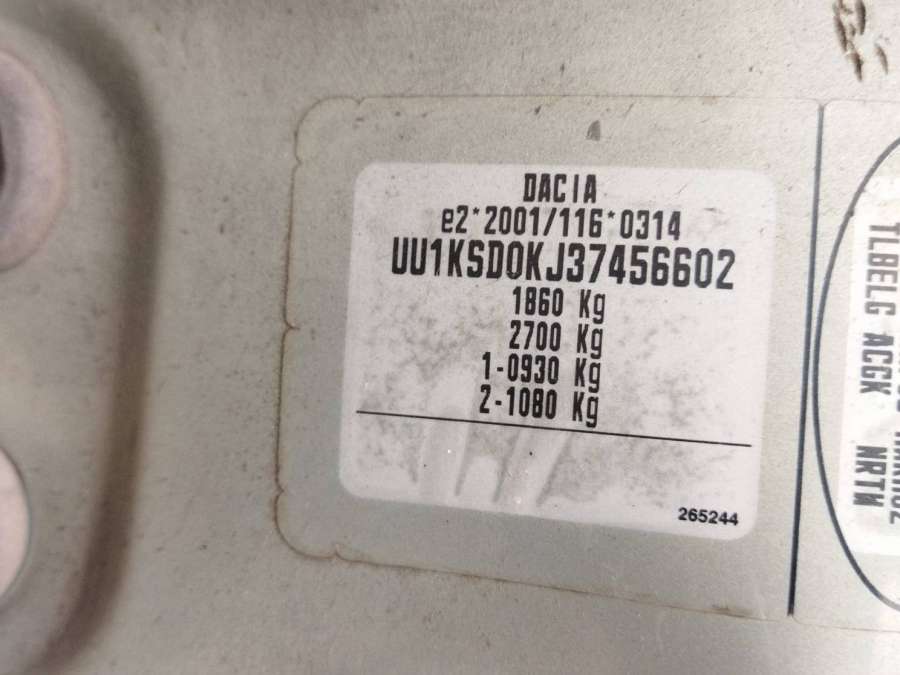 DACIA
e2*2001/116*0314
UU1KSD0KJ37456602
1860 Kg
2700 Kg
1-0930 Kg
2-1080 Kg
265244
TLBELG ACGK NRTW